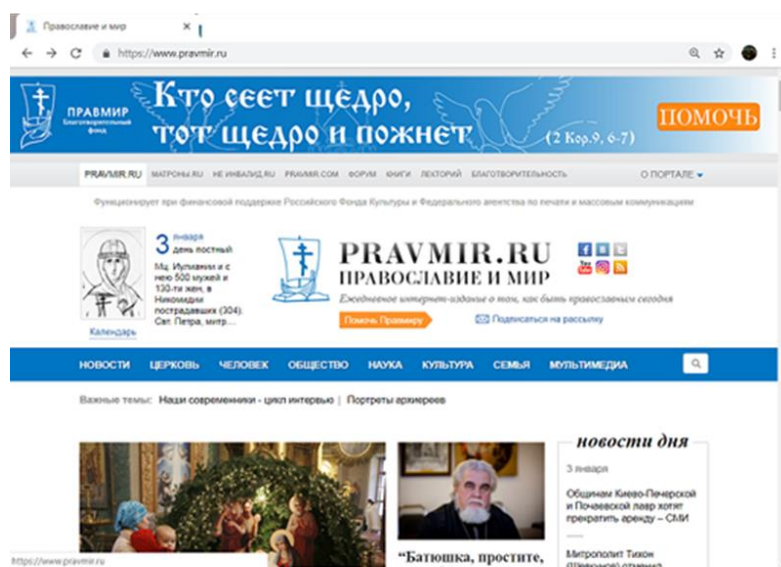 Православие и мир
https://www.pravmir.ru
ПРАВМИР
Благотворительный
фонд
Кто сеет щедро,
тот щедро и пожнет
(2 Кор.9, 6-7)
ПОМОЧЬ
PRAVMIR.RU МАТРОНЫ.RU НЕ ИНВАЛИД.RU PRAVMIR.COM ФОРУМ КНИГИ ЛЕКТОРИЙ БЛАГОТВОРИТЕЛЬНОСТЬ О ПОРТАЛЕ
Функционирует при финансовой поддержке Российского Фонда Культуры и Федерального агентства по печати и массовым коммуникациям
3 января
день постный
Мц. Иулиании и с
нею 500 мужей и
130-ти жен, в
Никомидии
пострадавших (304).
Свт. Петра, митр....
Календарь
PRAVMIR.RU
ПРАВОСЛАВИЕ И МИР
Ежедневное интернет-издание о том, как быть православным сегодня
Помочь Правмиру
Подписаться на рассылку
You
НОВОСТИ ЦЕРКОВЬ ЧЕЛОВЕК ОБЩЕСТВО НАУКА КУЛЬТУРА СЕМЬЯ МУЛЬТИМЕДИА
Важные темы: Наши современники - цикл интервью | Портреты архиереев
новости дня
3 января
Общинам Киево-Печерской
и Почаевской лавр хотят
прекратить аренду – СМИ
Митрополит Тихон
(Шевкунов) отменил
“Батюшка, простите,
https://www.pravmir.ru